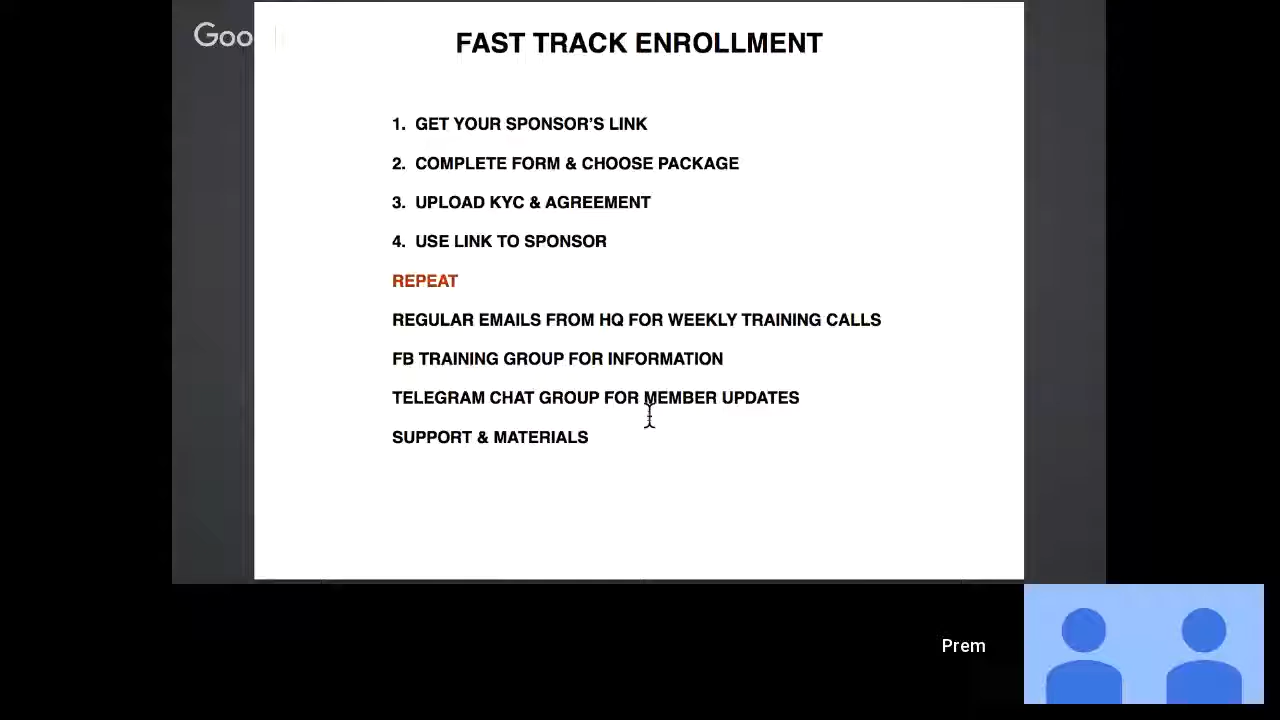 Goo
FAST TRACK ENROLLMENT
1. GET YOUR SPONSOR’S LINK
2. COMPLETE FORM & CHOOSE PACKAGE
3. UPLOAD KYC & AGREEMENT
4. USE LINK TO SPONSOR
REPEAT
REGULAR EMAILS FROM HQ FOR WEEKLY TRAINING CALLS
FB TRAINING GROUP FOR INFORMATION
TELEGRAM CHAT GROUP FOR MEMBER UPDATES
SUPPORT & MATERIALS
Prem